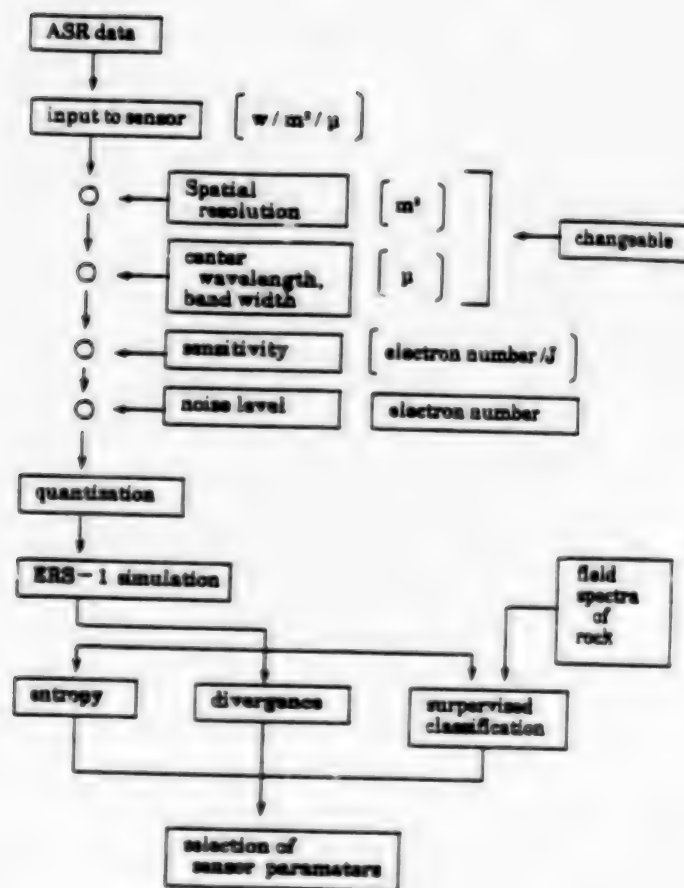 ASR data
input to sensor
w / m² / μ
Spatial
resolution
m²
changeable
center
wavelength,
band width
μ
sensitivity
electron number /J
noise level
electron number
quantization
ERS-1 simulation
field
spectra
of
rock
entropy
divergence
surpervised
classification
selection of
sensor parameters